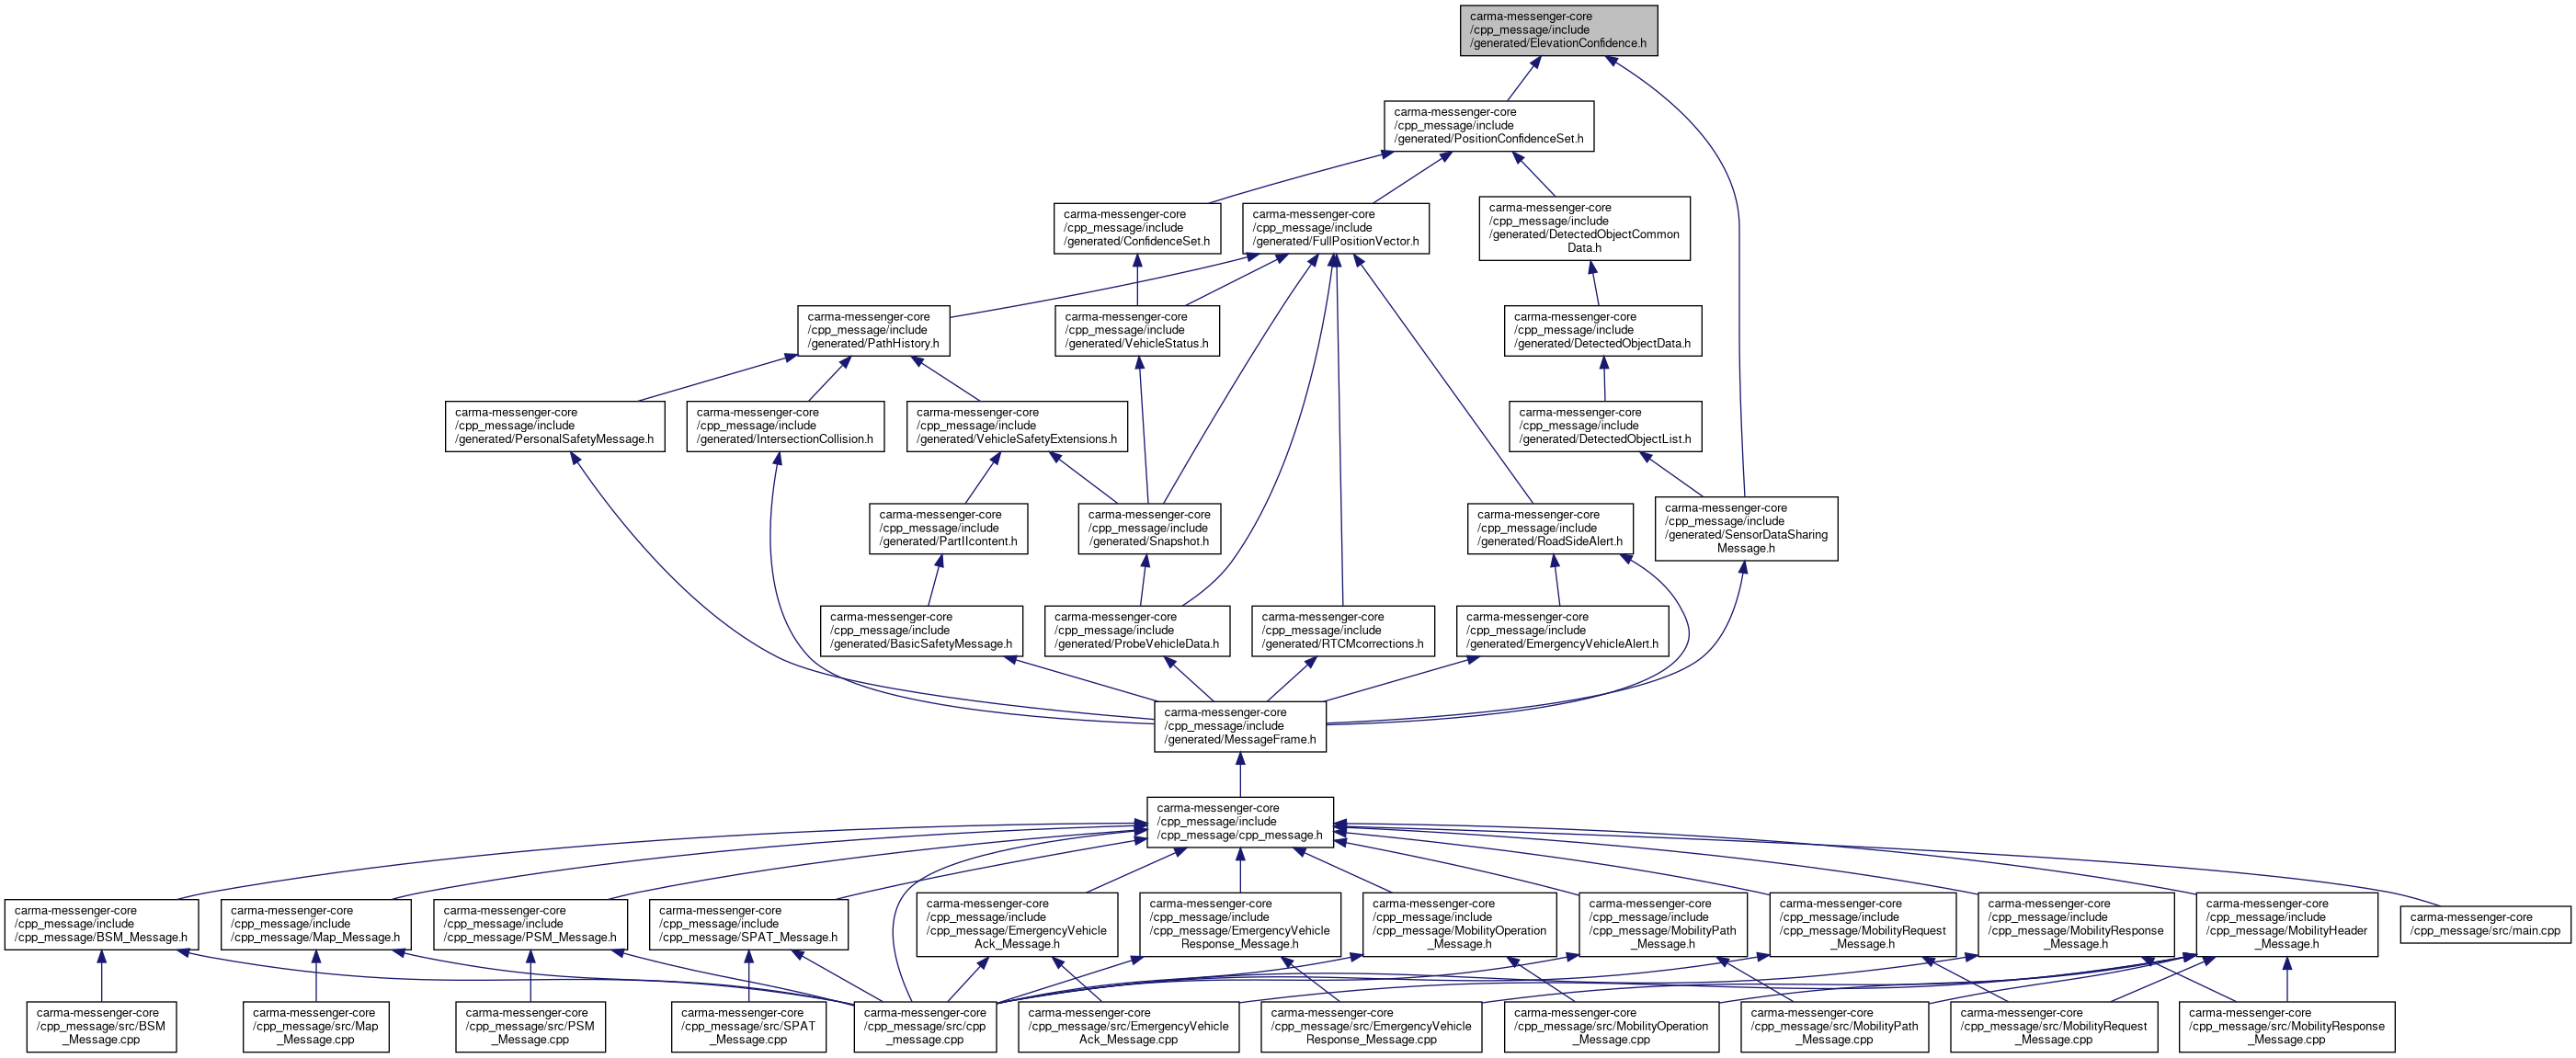 carma-messenger-core
/cpp_message/include
/generated/ElevationConfidence.h
carma-messenger-core
/cpp_message/include
/generated/PositionConfidenceSet.h
carma-messenger-core
/cpp_message/include
/generated/ConfidenceSet.h
carma-messenger-core
/cpp_message/include
/generated/FullPositionVector.h
carma-messenger-core
/cpp_message/include
/generated/DetectedObjectCommon
Data.h
carma-messenger-core
/cpp_message/include
/generated/PathHistory.h
carma-messenger-core
/cpp_message/include
/generated/VehicleStatus.h
carma-messenger-core
/cpp_message/include
/generated/DetectedObjectData.h
carma-messenger-core
/cpp_message/include
/generated/PersonalSafetyMessage.h
carma-messenger-core
/cpp_message/include
/generated/IntersectionCollision.h
carma-messenger-core
/cpp_message/include
/generated/VehicleSafetyExtensions.h
carma-messenger-core
/cpp_message/include
/generated/DetectedObjectList.h
carma-messenger-core
/cpp_message/include
/generated/PartIIcontent.h
carma-messenger-core
/cpp_message/include
/generated/Snapshot.h
carma-messenger-core
/cpp_message/include
/generated/RoadSideAlert.h
carma-messenger-core
/cpp_message/include
/generated/SensorDataSharing
Message.h
carma-messenger-core
/cpp_message/include
/generated/BasicSafetyMessage.h
carma-messenger-core
/cpp_message/include
/generated/ProbeVehicleData.h
carma-messenger-core
/cpp_message/include
/generated/RTCMcorrections.h
carma-messenger-core
/cpp_message/include
/generated/EmergencyVehicleAlert.h
carma-messenger-core
/cpp_message/include
/generated/MessageFrame.h
carma-messenger-core
/cpp_message/include
/cpp_message/cpp_message.h
carma-messenger-core
/cpp_message/include
/cpp_message/BSM_Message.h
carma-messenger-core
/cpp_message/include
/cpp_message/Map_Message.h
carma-messenger-core
/cpp_message/include
/cpp_message/PSM_Message.h
carma-messenger-core
/cpp_message/include
/cpp_message/SPAT_Message.h
carma-messenger-core
/cpp_message/include
/cpp_message/EmergencyVehicle
Ack_Message.h
carma-messenger-core
/cpp_message/include
/cpp_message/EmergencyVehicle
Response_Message.h
carma-messenger-core
/cpp_message/include
/cpp_message/MobilityOperation
_Message.h
carma-messenger-core
/cpp_message/include
/cpp_message/MobilityPath
_Message.h
carma-messenger-core
/cpp_message/include
/cpp_message/MobilityRequest
_Message.h
carma-messenger-core
/cpp_message/include
/cpp_message/MobilityResponse
_Message.h
carma-messenger-core
/cpp_message/include
/cpp_message/MobilityHeader
_Message.h
carma-messenger-core
/cpp_message/src/main.cpp
carma-messenger-core
/cpp_message/src/BSM
_Message.cpp
carma-messenger-core
/cpp_message/src/Map
_Message.cpp
carma-messenger-core
/cpp_message/src/PSM
_Message.cpp
carma-messenger-core
/cpp_message/src/SPAT
_Message.cpp
carma-messenger-core
/cpp_message/src/cpp
_message.cpp
carma-messenger-core
/cpp_message/src/EmergencyVehicle
Ack_Message.cpp
carma-messenger-core
/cpp_message/src/EmergencyVehicle
Response_Message.cpp
carma-messenger-core
/cpp_message/src/MobilityOperation
_Message.cpp
carma-messenger-core
/cpp_message/src/MobilityPath
_Message.cpp
carma-messenger-core
/cpp_message/src/MobilityRequest
_Message.cpp
carma-messenger-core
/cpp_message/src/MobilityResponse
_Message.cpp